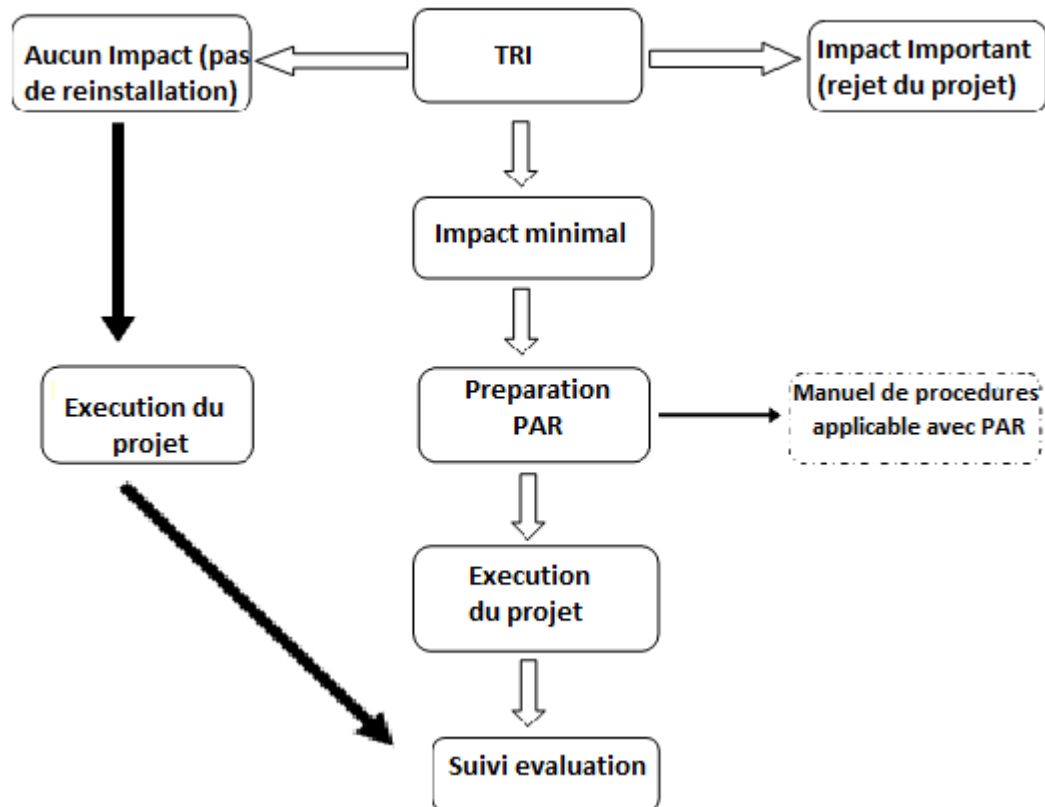 Aucun Impact (pas
de reinstallation)
TRI
Impact Important
(rejet du projet)
Impact minimal
Execution du
projet
Preparation
PAR
Manuel de procedures
applicable avec PAR
Execution
du projet
Suivi evaluation